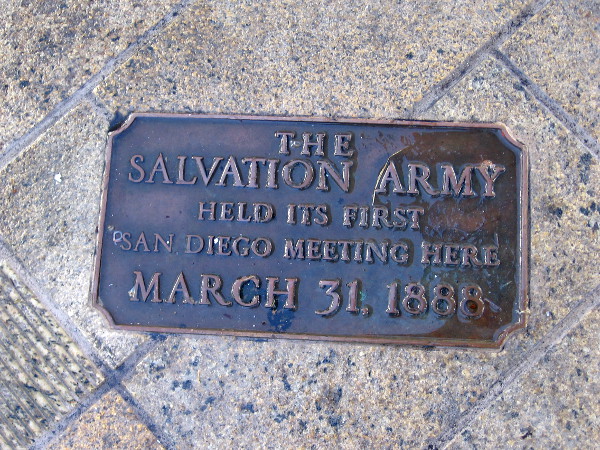 THE
SALVATION ARMY
HELD ITS FIRST
SAN DIEGO MEETING HERE
MARCH 31, 1888